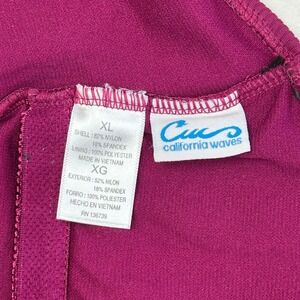 XL
SHELL: 82% NYLON
18% SPANDEX
LINING: 100% POLYESTER
MADE IN VIETNAM
XG
EXTERIOR: 82% NILON
18% SPANDEX
FORRO: 100% POLIESTER
HECHO EN VIETNAM
RN 136739
Cws
california waves